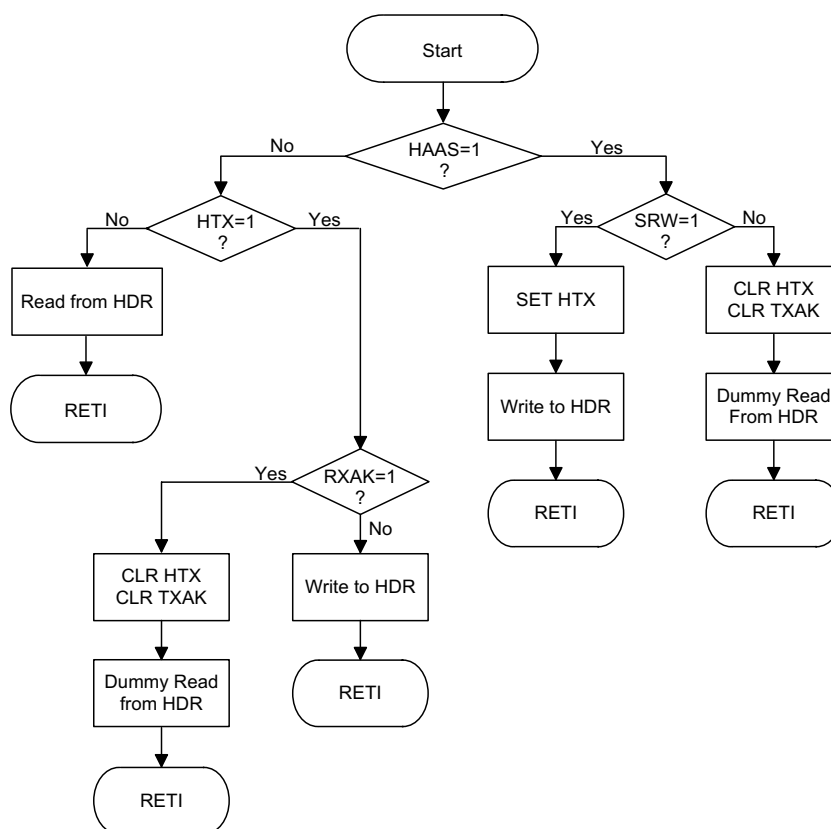 Start
HAAS=1
?
No
Yes
HTX=1
?
No
Yes
SRW=1
?
Yes
No
Read from HDR
SET HTX
CLR HTX
CLR TXAK
RETI
Write to HDR
Dummy Read
From HDR
RXAK=1
?
Yes
No
RETI
RETI
CLR HTX
CLR TXAK
Write to HDR
Dummy Read
from HDR
RETI
RETI